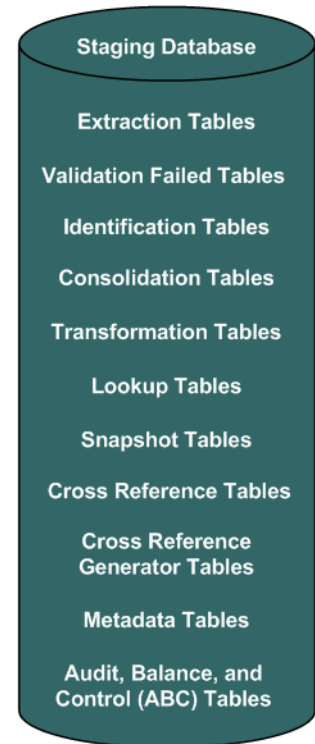 Staging Database
Extraction Tables
Validation Failed Tables
Identification Tables
Consolidation Tables
Transformation Tables
Lookup Tables
Snapshot Tables
Cross Reference Tables
Cross Reference
Generator Tables
Metadata Tables
Audit, Balance, and
Control (ABC) Tables